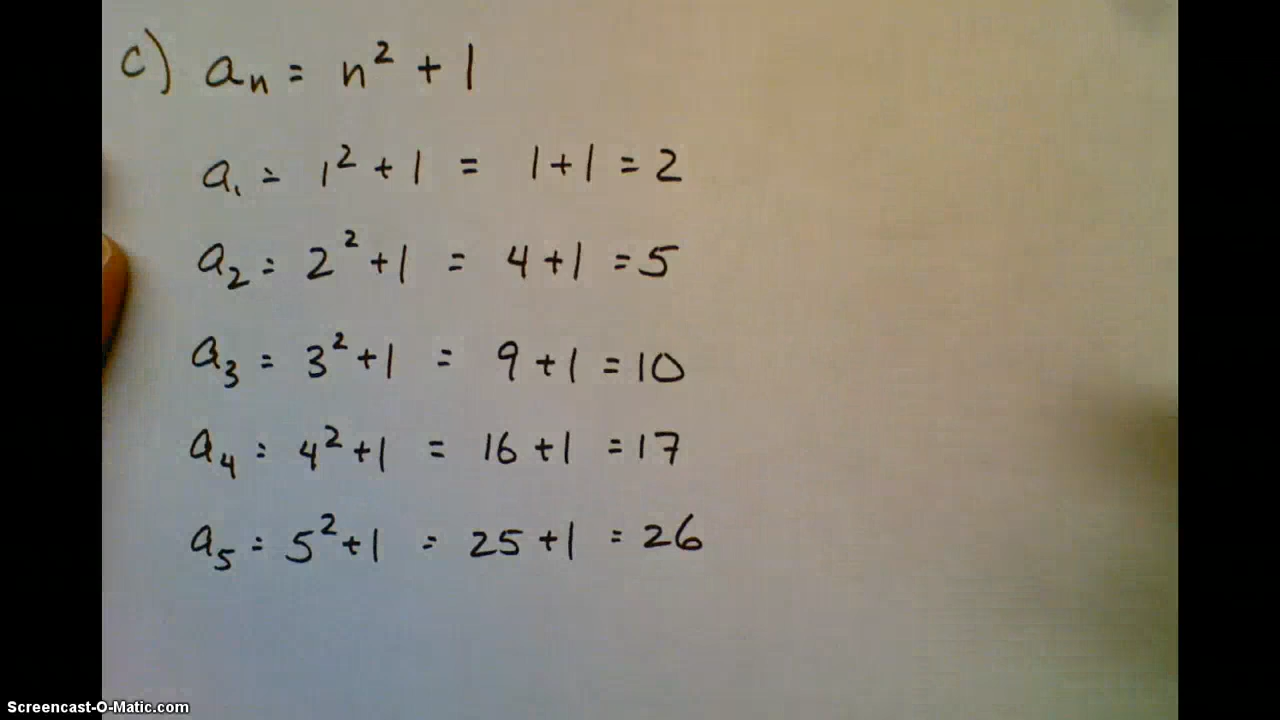 c) aₙ = n² + 1
a₁ = 1² + 1 = 1 + 1 = 2
a₂ = 2² + 1 = 4 + 1 = 5
a₃ = 3² + 1 = 9 + 1 = 10
a₄ = 4² + 1 = 16 + 1 = 17
a₅ = 5² + 1 = 25 + 1 = 26
Screencast-O-Matic.com